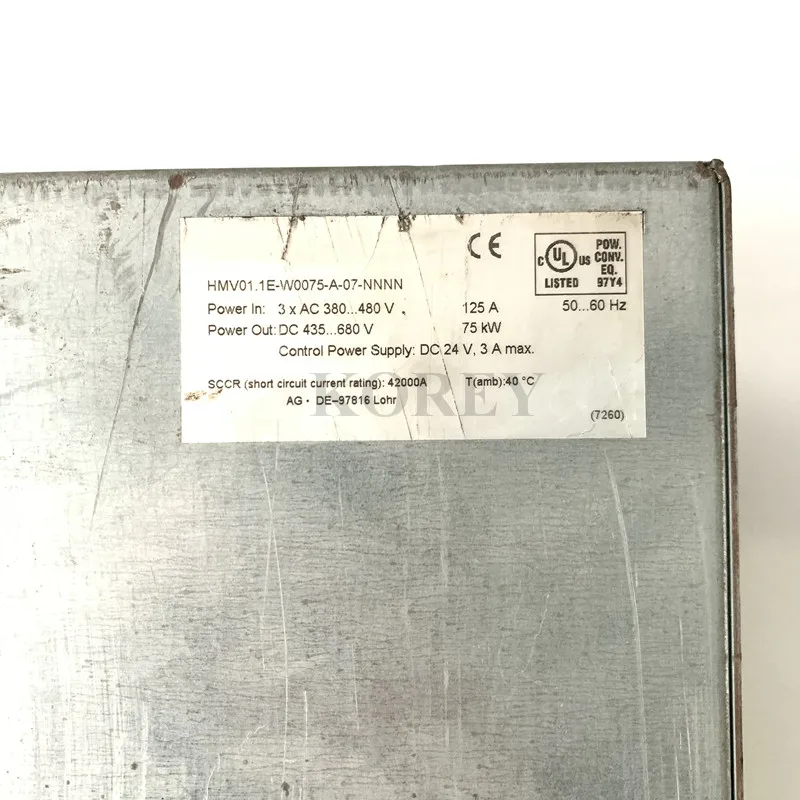 CE
c UL us LISTED
POW.
CONV.
EQ.
97Y4
HMV01.1E-W0075-A-07-NNNN
Power In: 3 x AC 380...480 V 125 A 50...60 Hz
Power Out: DC 435...680 V 75 kW
Control Power Supply: DC 24 V, 3 A max.
SCCR (short circuit current rating): 42000A T(amb):40 °C
AG • DE-97816 Lohr
KOREY
(7260)